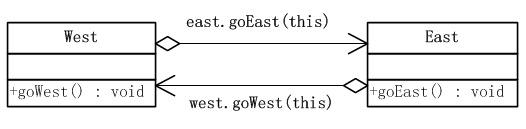 east.goEast(this)
West
East
+goWest() : void
+goEast() : void
west.goWest(this)